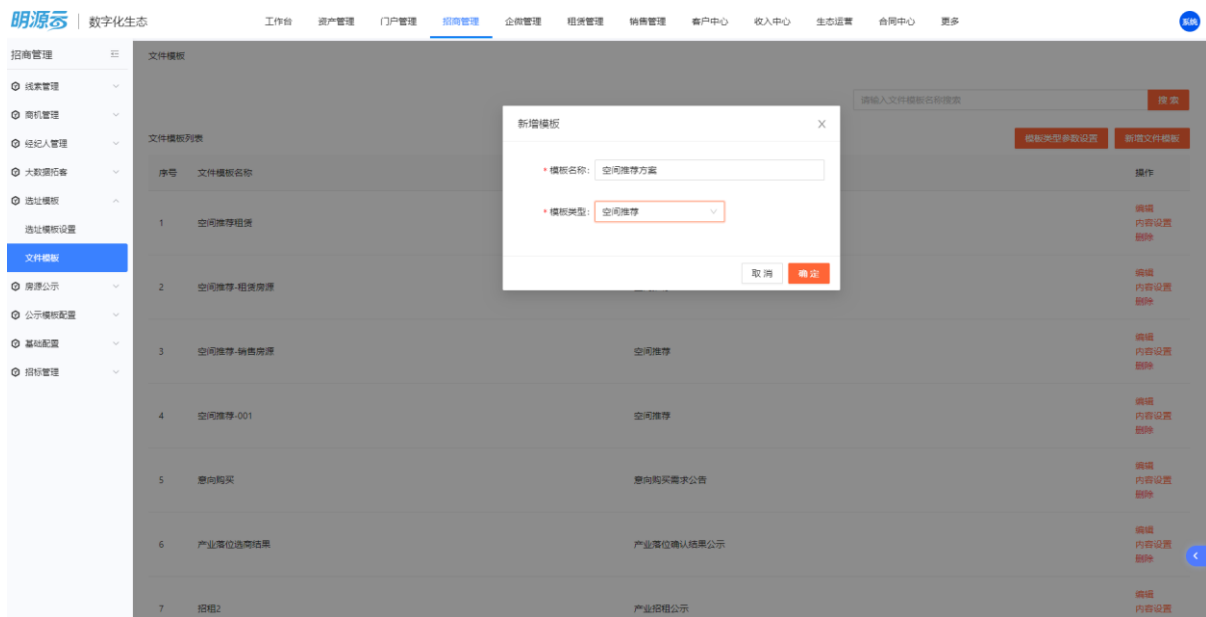 明源云 数字化生态 工作台 资产管理 门户管理 招商管理 企微管理 租赁管理 销售管理 客户中心 收入中心 生态运营 合同中心 更多 系统
招商管理
线索管理
商机管理
经纪人管理
大数据拓客
选址模板
选址模板设置
文件模板
房源公示
公示模板配置
基础配置
招标管理
文件模板
请输入文件模板名称搜索 搜索
文件模板列表 模板类型参数设置 新增文件模板
序号 文件模板名称 操作
1 空间推荐租赁 编辑
内容设置
删除
2 空间推荐-租赁房源 编辑
内容设置
删除
3 空间推荐-销售房源 空间推荐 编辑
内容设置
删除
4 空间推荐-001 空间推荐 编辑
内容设置
删除
5 意向购买 意向购买需求公告 编辑
内容设置
删除
6 产业落位选商结果 产业落位确认结果公示 编辑
内容设置
删除
7 招租2 产业招租公示 编辑
内容设置
新增模板
* 模板名称: 空间推荐方案
* 模板类型: 空间推荐
取消 确定